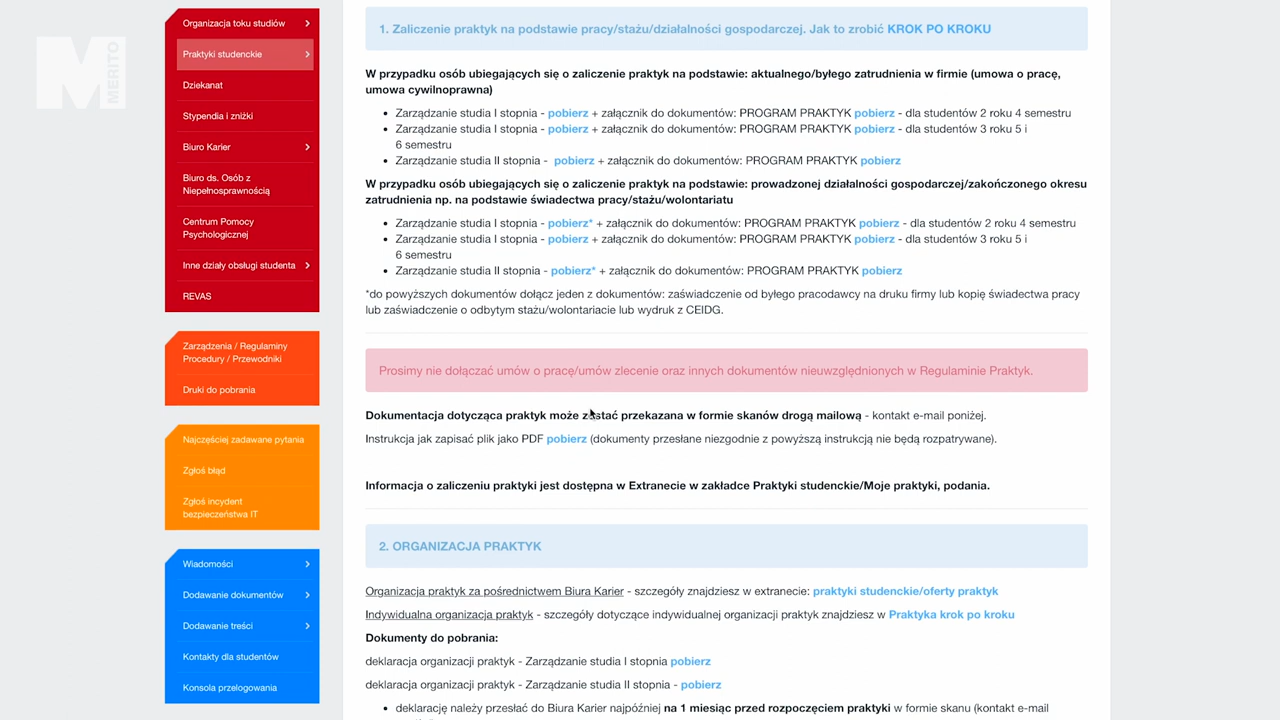 MERITO
Organizacja toku studiów
Praktyki studenckie
Dziekanat
Stypendia i zniżki
Biuro Karier
Biuro ds. Osób z
Niepełnosprawnością
Centrum Pomocy
Psychologicznej
Inne działy obsługi studenta
REVAS
Zarządzenia / Regulaminy
Procedury / Przewodniki
Druki do pobrania
Najczęściej zadawane pytania
Zgłoś błąd
Zgłoś incydent
bezpieczeństwa IT
Wiadomości
Dodawanie dokumentów
Dodawanie treści
Kontakty dla studentów
Konsola przelogowania
1. Zaliczenie praktyk na podstawie pracy/stażu/działalności gospodarczej. Jak to zrobić KROK PO KROKU
W przypadku osób ubiegających się o zaliczenie praktyk na podstawie: aktualnego/byłego zatrudnienia w firmie (umowa o pracę,
umowa cywilnoprawna)
• Zarządzanie studia I stopnia - pobierz + załącznik do dokumentów: PROGRAM PRAKTYK pobierz - dla studentów 2 roku 4 semestru
• Zarządzanie studia I stopnia - pobierz + załącznik do dokumentów: PROGRAM PRAKTYK pobierz - dla studentów 3 roku 5 i
6 semestru
• Zarządzanie studia II stopnia - pobierz + załącznik do dokumentów: PROGRAM PRAKTYK pobierz
W przypadku osób ubiegających się o zaliczenie praktyk na podstawie: prowadzonej działalności gospodarczej/zakończonego okresu
zatrudnienia np. na podstawie świadectwa pracy/stażu/wolontariatu
• Zarządzanie studia I stopnia - pobierz* + załącznik do dokumentów: PROGRAM PRAKTYK pobierz - dla studentów 2 roku 4 semestru
• Zarządzanie studia I stopnia - pobierz + załącznik do dokumentów: PROGRAM PRAKTYK pobierz - dla studentów 3 roku 5 i
6 semestru
• Zarządzanie studia II stopnia - pobierz* + załącznik do dokumentów: PROGRAM PRAKTYK pobierz
*do powyższych dokumentów dołącz jeden z dokumentów: zaświadczenie od byłego pracodawcy na druku firmy lub kopię świadectwa pracy
lub zaświadczenie o odbytym stażu/wolontariacie lub wydruk z CEIDG.
Prosimy nie dołączać umów o pracę/umów zlecenie oraz innych dokumentów nieuwzględnionych w Regulaminie Praktyk.
Dokumentacja dotycząca praktyk może zostać przekazana w formie skanów drogą mailową - kontakt e-mail poniżej.
Instrukcja jak zapisać plik jako PDF pobierz (dokumenty przesłane niezgodnie z powyższą instrukcją nie będą rozpatrywane).
Informacja o zaliczeniu praktyki jest dostępna w Extranecie w zakładce Praktyki studenckie/Moje praktyki, podania.
2. ORGANIZACJA PRAKTYK
Organizacja praktyk za pośrednictwem Biura Karier - szczegóły znajdziesz w extranecie: praktyki studenckie/oferty praktyk
Indywidualna organizacja praktyk - szczegóły dotyczące indywidualnej organizacji praktyk znajdziesz w Praktyka krok po kroku
Dokumenty do pobrania:
deklaracja organizacji praktyk - Zarządzanie studia I stopnia pobierz
deklaracja organizacji praktyk - Zarządzanie studia II stopnia - pobierz
• deklarację należy przesłać do Biura Karier najpóźniej na 1 miesiąc przed rozpoczęciem praktyki w formie skanu (kontakt e-mail